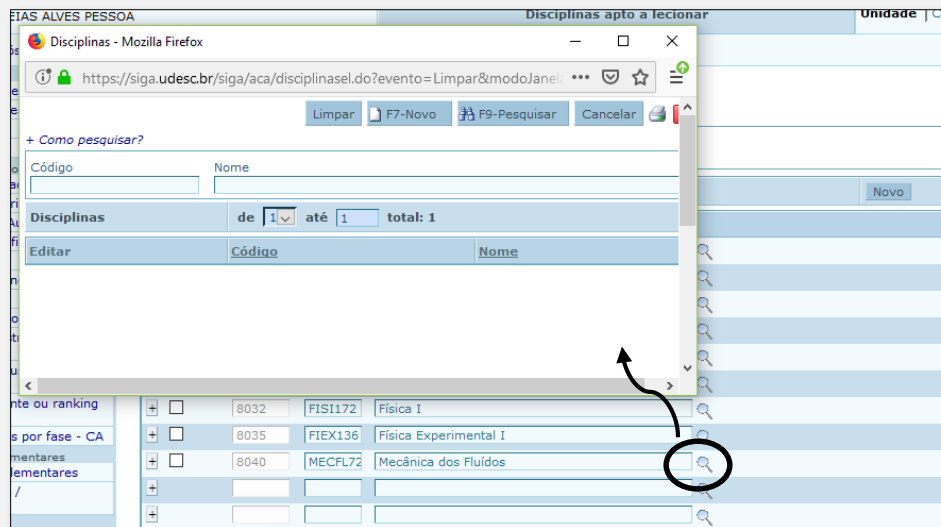 EIAS ALVES PESSOA
Disciplinas apto a lecionar
Unidade
Disciplinas - Mozilla Firefox
https://siga.udesc.br/siga/aca/disciplinasel.do?evento=Limpar&modoJanel
Limpar F7-Novo F9-Pesquisar Cancelar
+ Como pesquisar?
Código Nome
Disciplinas de 1 até 1 total: 1
Editar Código Nome
Novo
nte ou ranking
s por fase - CA
mentares
lementares
/
+ 8032 FISI172 Física I
+ 8035 FIEX136 Física Experimental I
+ 8040 MECFL72 Mecânica dos Fluídos
+
+